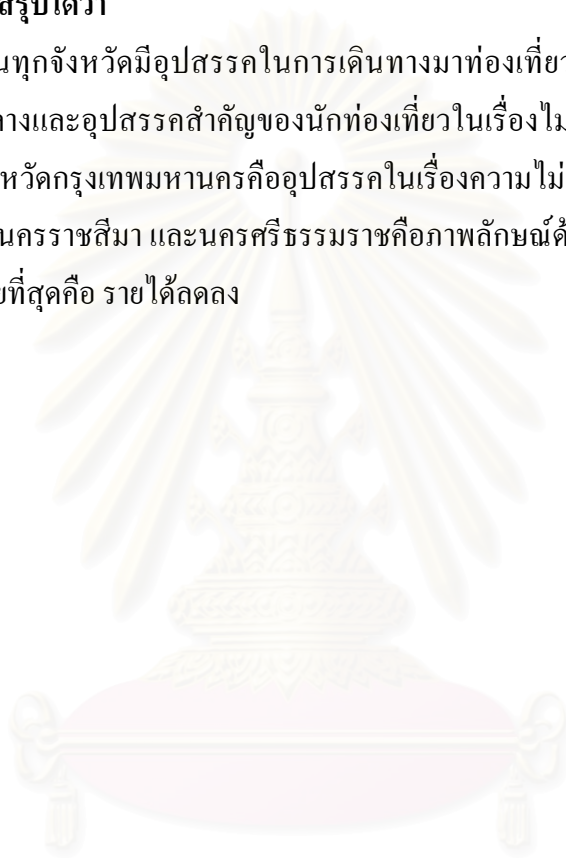 สรุปได้ว่า
นทุกจังหวัดมีอุปสรรคในการเดินทางมาท่องเที่ยว
างและอุปสรรคสำคัญของนักท่องเที่ยวในเรื่องไม
หวัดกรุงเทพมหานครคืออุปสรรคในเรื่องความไม่
นครราชสีมา และนครศรีธรรมราชคือภาพลักษณ์ด้
ยที่สุดคือ รายได้ลดลง